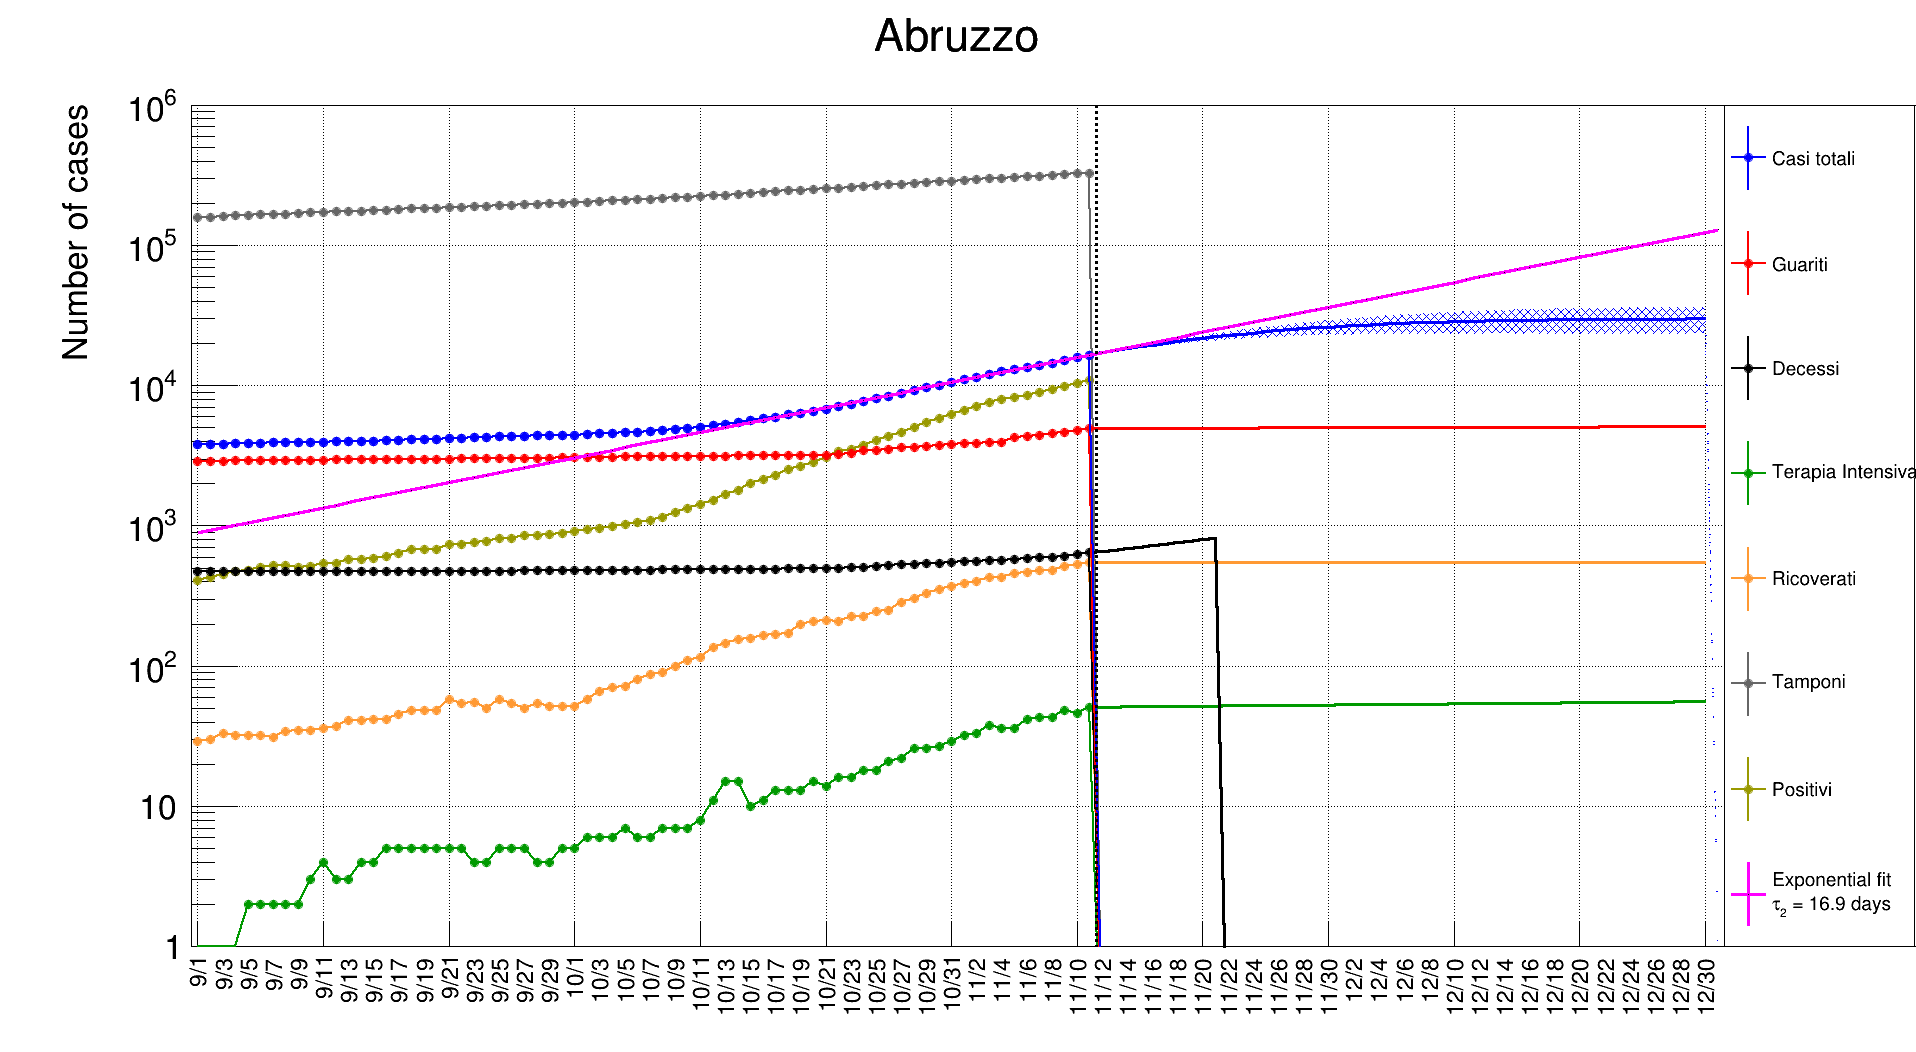 Abruzzo
Number of cases
10^6
10^5
10^4
10^3
10^2
10
1
9/1 9/3 9/5 9/7 9/9 9/11 9/13 9/15 9/17 9/19 9/21 9/23 9/25 9/27 9/29 10/1 10/3 10/5 10/7 10/9 10/11 10/13 10/15 10/17 10/19 10/21 10/23 10/25 10/27 10/29 10/31 11/2 11/4 11/6 11/8 11/10 11/12 11/14 11/16 11/18 11/20 11/22 11/24 11/26 11/28 11/30 12/2 12/4 12/6 12/8 12/10 12/12 12/14 12/16 12/18 12/20 12/22 12/24 12/26 12/28 12/30
Casi totali
Guariti
Decessi
Terapia Intensiva
Ricoverati
Tamponi
Positivi
Exponential fit
τ₂ = 16.9 days